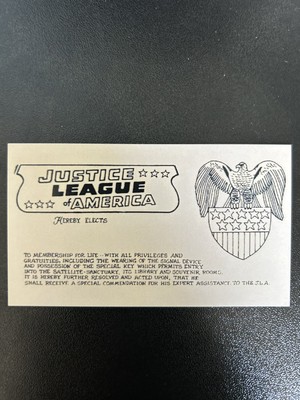 JUSTICE
LEAGUE
of AMERICA
HEREBY ELECTS
TO MEMBERSHIP FOR LIFE--WITH ALL PRIVILEGES AND
GRATUITIES, INCLUDING THE WEARING OF THE SIGNAL DEVICE
AND POSSESSION OF THE SPECIAL KEY WHICH PERMITS ENTRY
INTO THE SATELLITE-SANCTUARY, ITS LIBRARY AND SOUVENIR ROOMS.
IT IS HEREBY FURTHER RESOLVED AND ACTED UPON, THAT HE
SHALL RECEIVE A SPECIAL COMMENDATION FOR HIS EXPERT ASSISTANCE TO THE J.L.A.